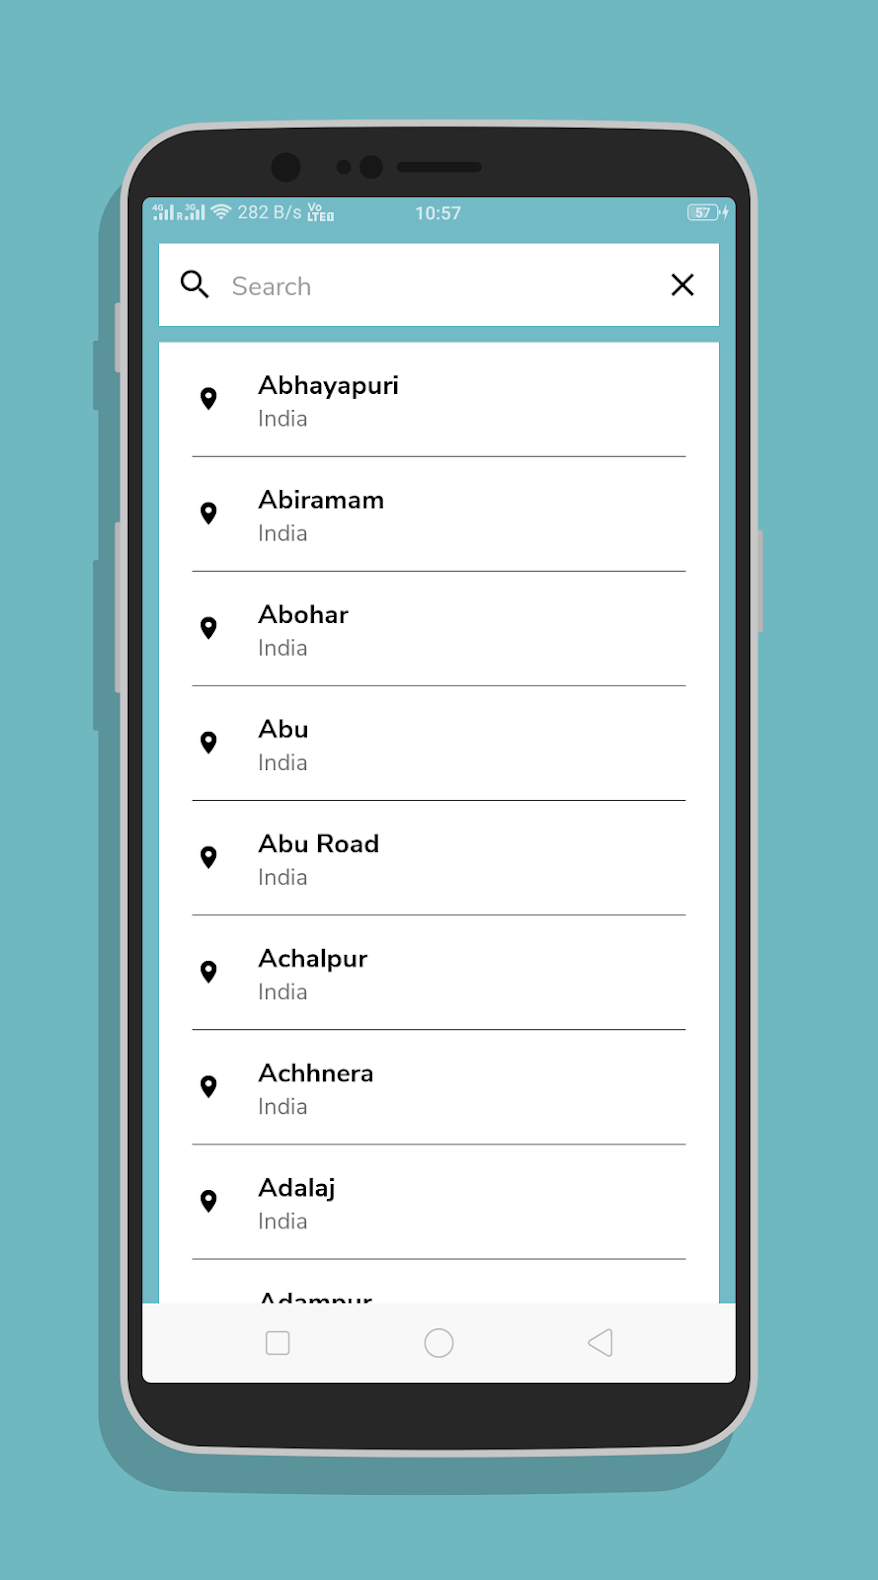 4G R 3G 282 B/s Vo LTE 10:57 57
Search
Abhayapuri
India
Abiramam
India
Abohar
India
Abu
India
Abu Road
India
Achalpur
India
Achhnera
India
Adalaj
India
Adampur